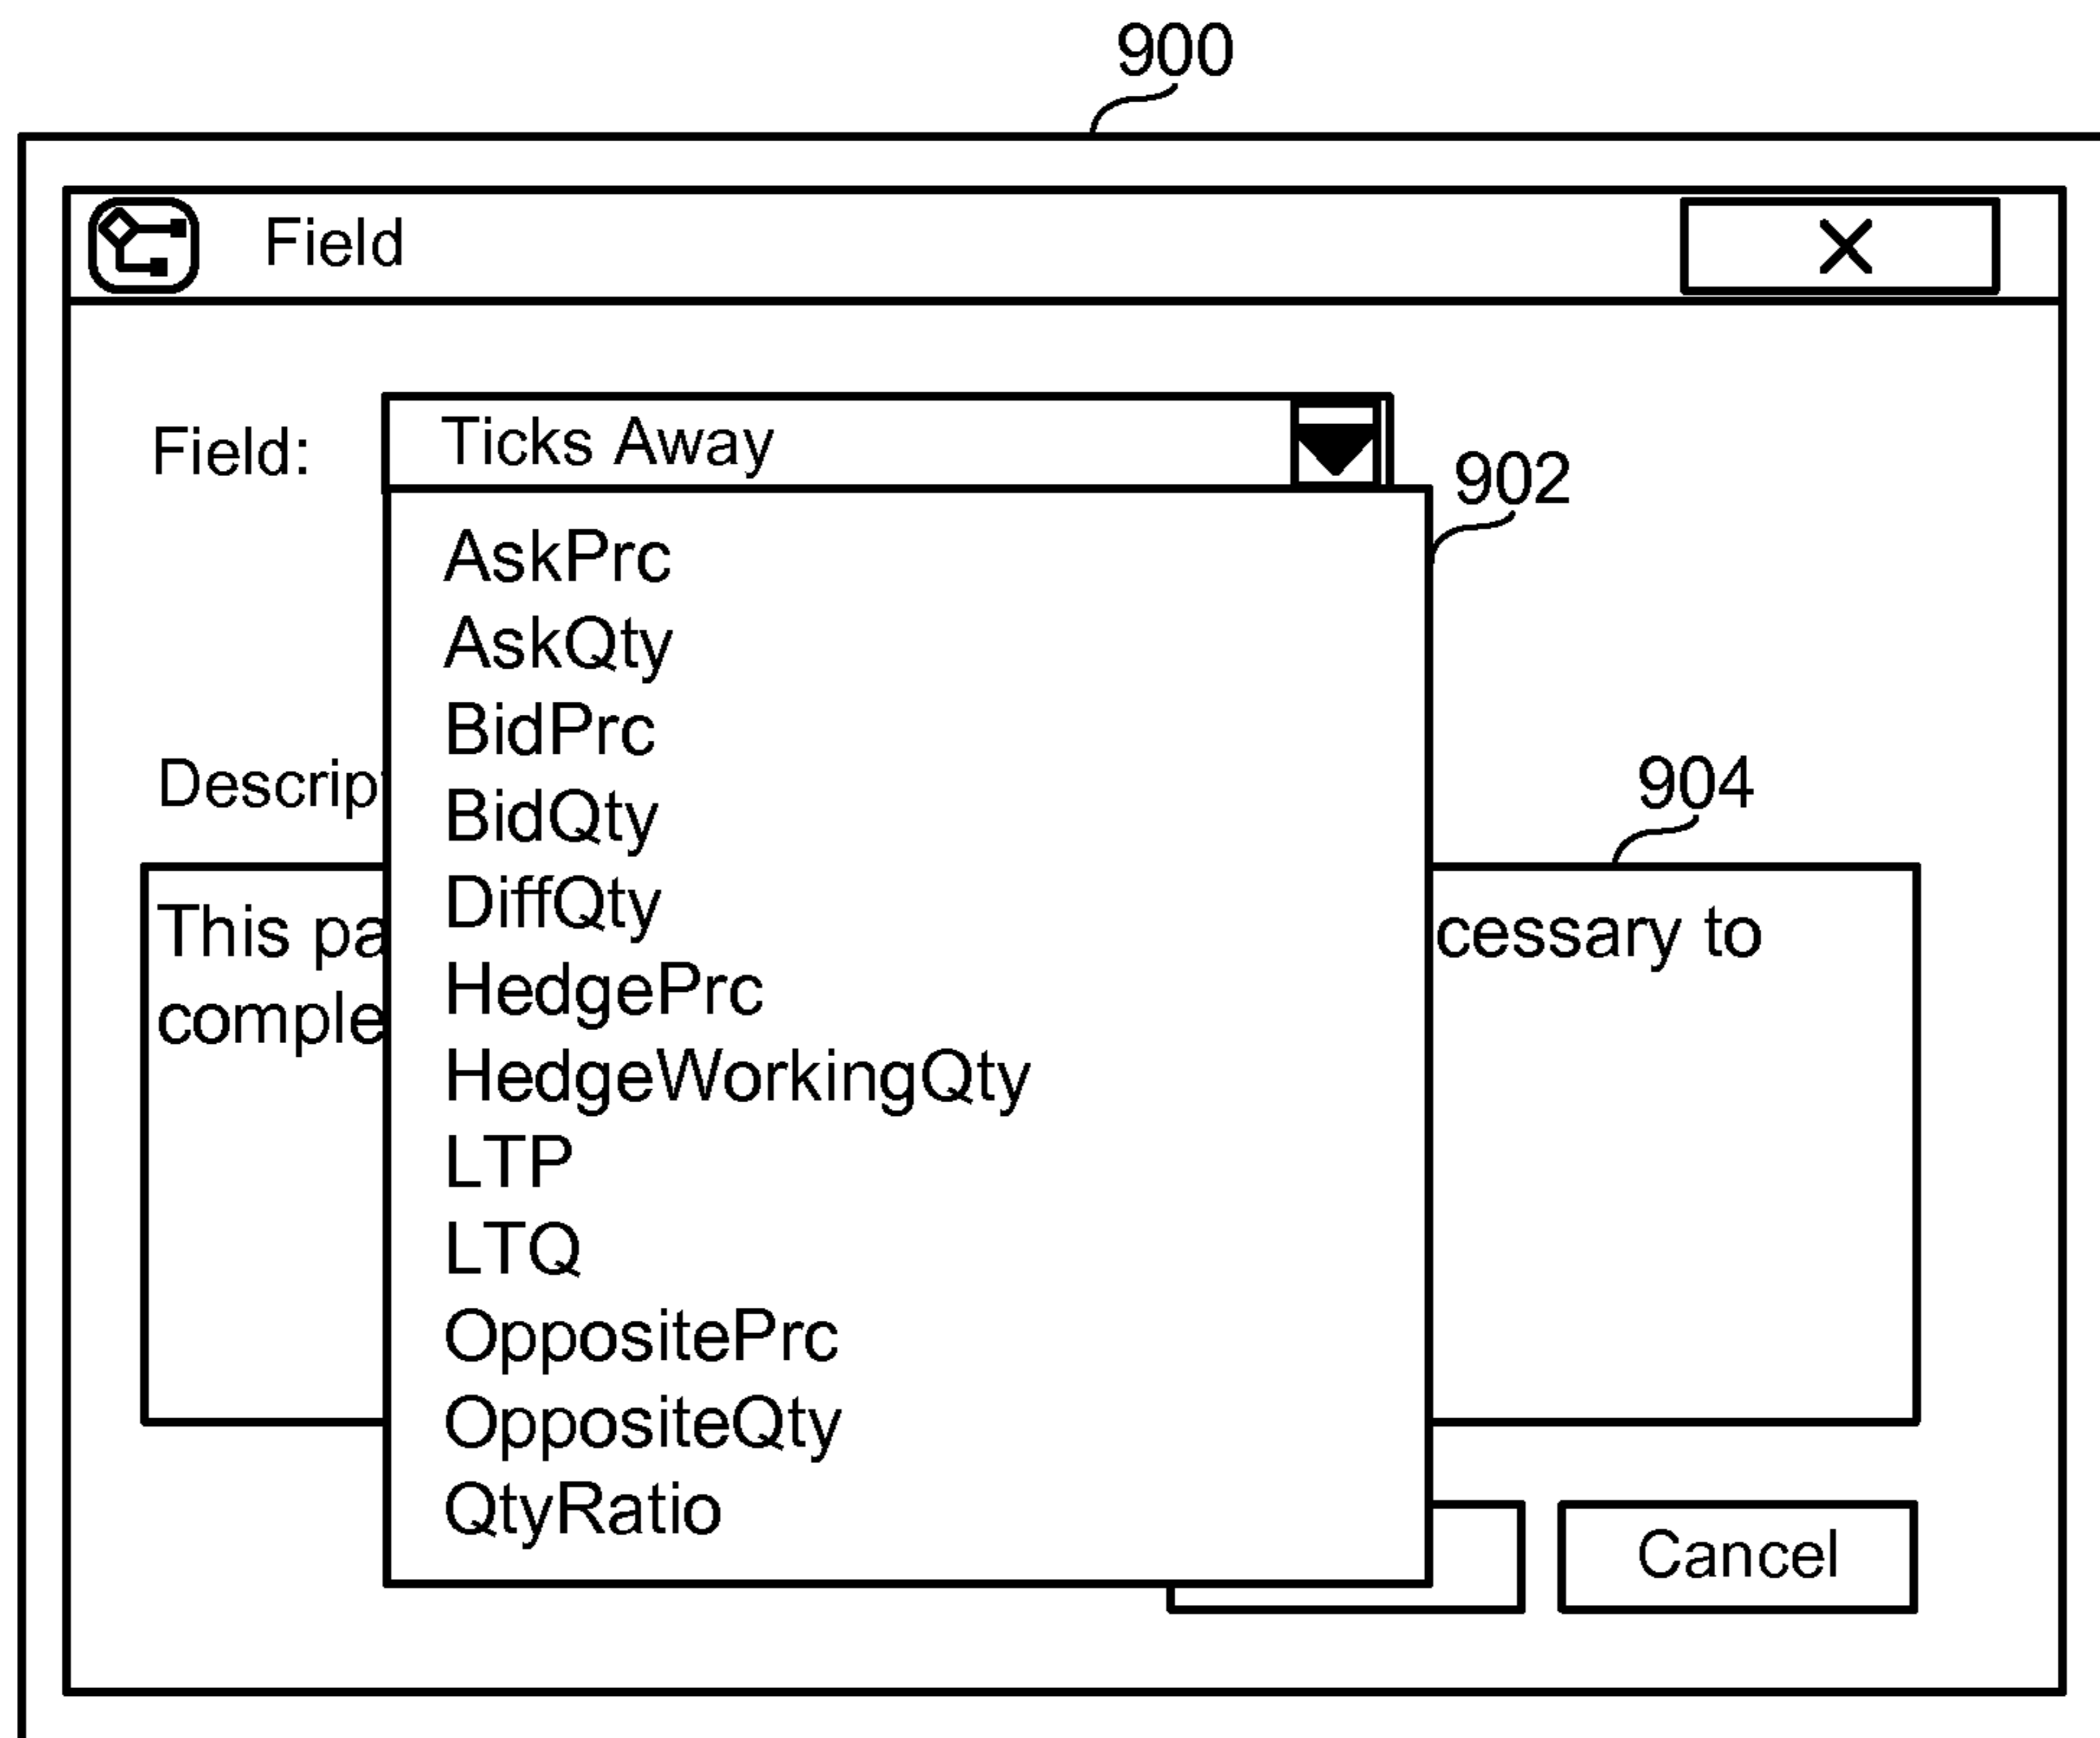 900
Field
Field:
Ticks Away
902
AskPrc
AskQty
BidPrc
BidQty
DiffQty
HedgePrc
HedgeWorkingQty
LTP
LTQ
OppositePrc
OppositeQty
QtyRatio
Descrip
904
This pa cessary to
comple
Cancel